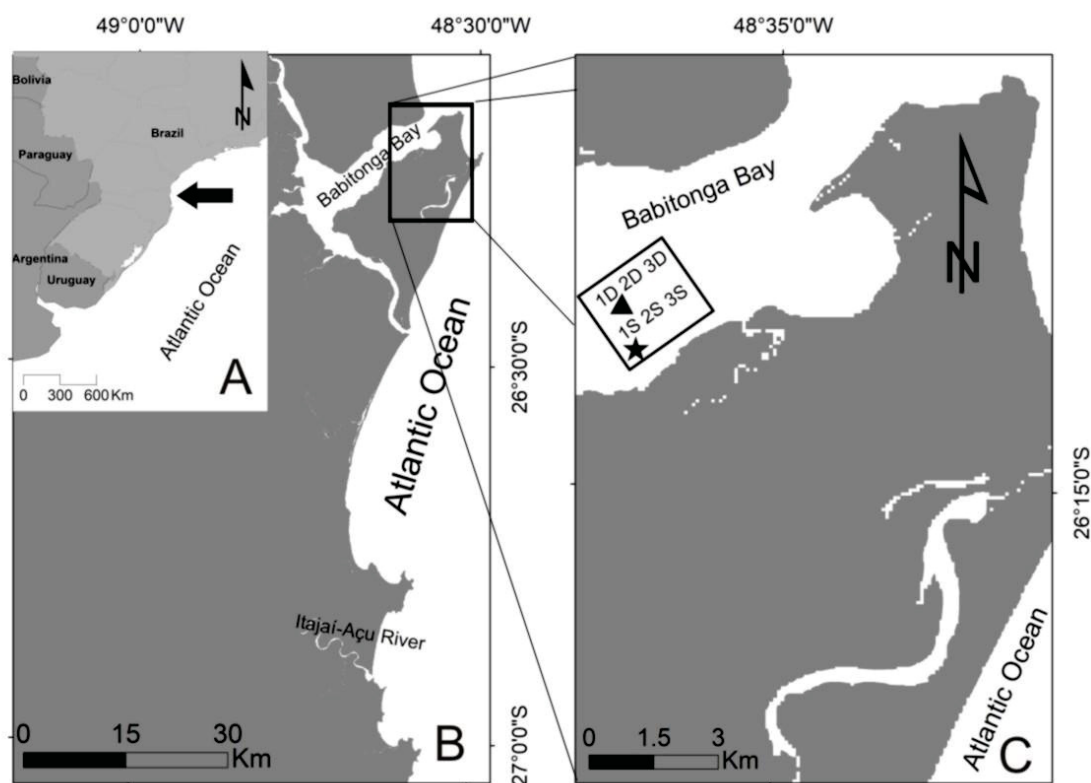 49°0'0"W
48°30'0"W
48°35'0"W
Bolivia
Brazil
Paraguay
Argentina
Uruguay
Atlantic Ocean
N
0 300 600 Km
A
Babitonga Bay
26°30'0"S
Atlantic Ocean
Itajaí-Açu River
27°0'0"S
0 15 30
Km
B
Babitonga Bay
N
1D 2D 3D
1S 2S 3S
26°15'0"S
Atlantic Ocean
0 1.5 3
Km
C